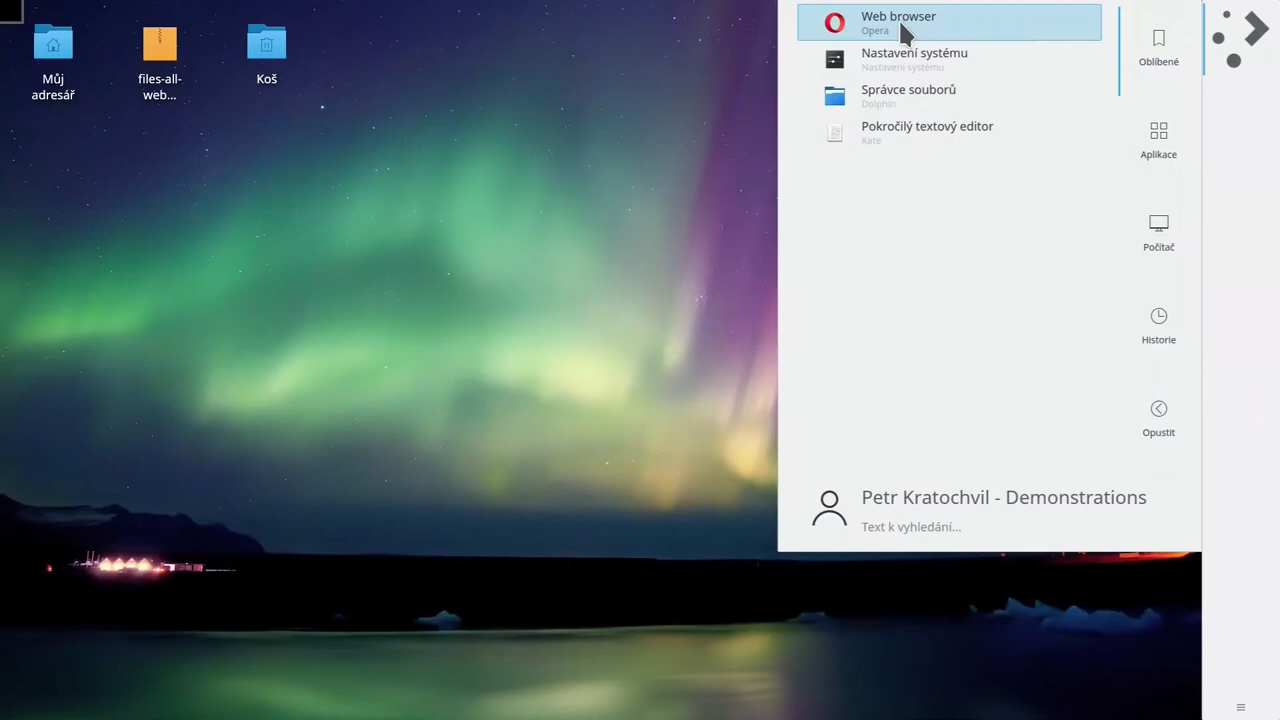 Můj
adresář
files-all-
web...
Koš
Web browser
Opera
Nastavení systému
Nastavení systému
Správce souborů
Dolphin
Pokročilý textový editor
Kate
Oblíbené
Aplikace
Počítač
Historie
Opustit
Petr Kratochvil - Demonstrations
Text k vyhledání...